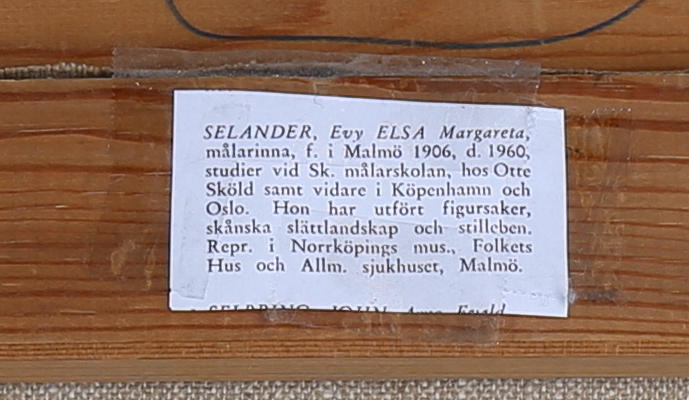 SELANDER, Evy ELSA Margareta,
målarinna, f. i Malmö 1906, d. 1960,
studier vid Sk. målarskolan, hos Otte
Sköld samt vidare i Köpenhamn och
Oslo. Hon har utfört figursaker,
skånska slättlandskap och stilleben.
Repr. i Norrköpings mus., Folkets
Hus och Allm. sjukhuset, Malmö.
JOHN